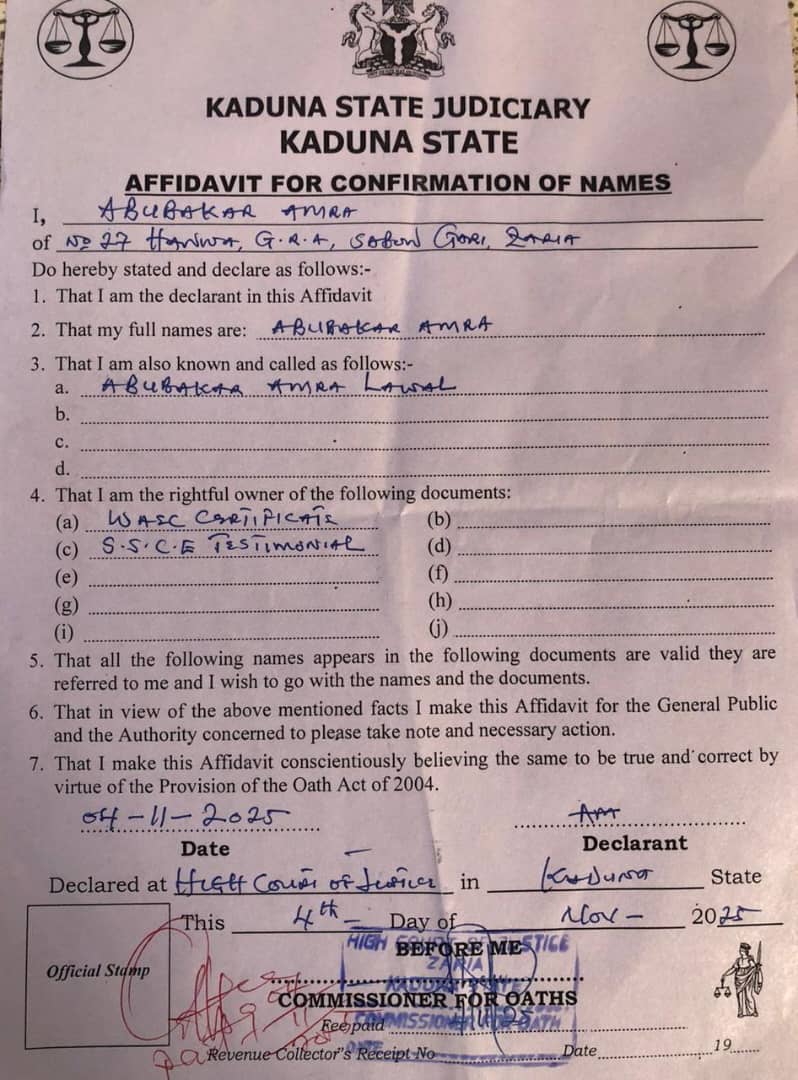 KADUNA STATE JUDICIARY
KADUNA STATE
AFFIDAVIT FOR CONFIRMATION OF NAMES
I, ABUBAKAR AMRA
of No 27 HANWA, G.R.A, SABON GARI, ZARIA
Do hereby stated and declare as follows:-
1. That I am the declarant in this Affidavit
2. That my full names are: ABUBAKAR AMRA
3. That I am also known and called as follows:-
a. ABUBAKAR AMRA LAWAL
b.
c.
d.
4. That I am the rightful owner of the following documents:
(a) WASC CERTIFICATE (b)
(c) S.S.C.E TESTIMONIAL (d)
(e) (f)
(g) (h)
(i) (j)
5. That all the following names appears in the following documents are valid they are
referred to me and I wish to go with the names and the documents.
6. That in view of the above mentioned facts I make this Affidavit for the General Public
and the Authority concerned to please take note and necessary action.
7. That I make this Affidavit conscientiously believing the same to be true and correct by
virtue of the Provision of the Oath Act of 2004.
04-11-2025
Date Declarant
Declared at High Court of Justice in Kaduna State
This 4th Day of Nov 2025
HIGH
BEFORE ME
ZARIA
Official Stamp
COMMISSIONER FOR OATHS
Fee paid
Revenue Collector's Receipt No Date 19